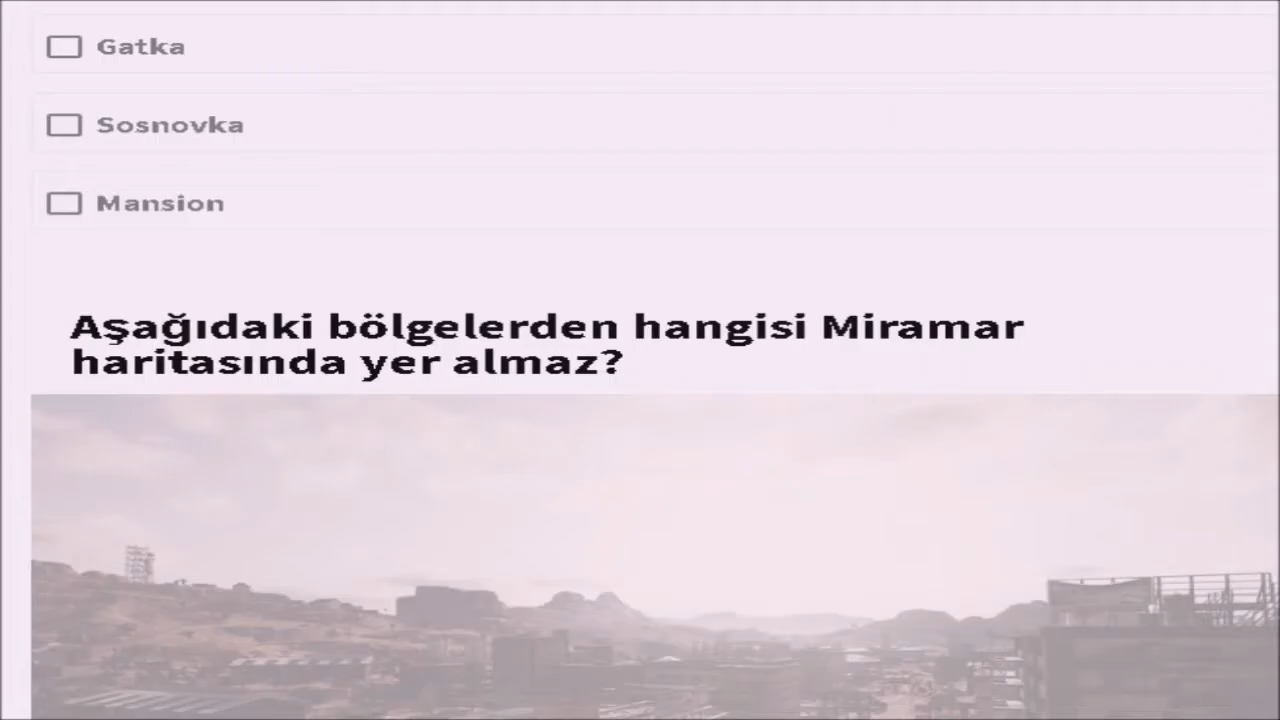 Gatka
Sosnovka
Mansion
Aşağıdaki bölgelerden hangisi Miramar
haritasında yer almaz?